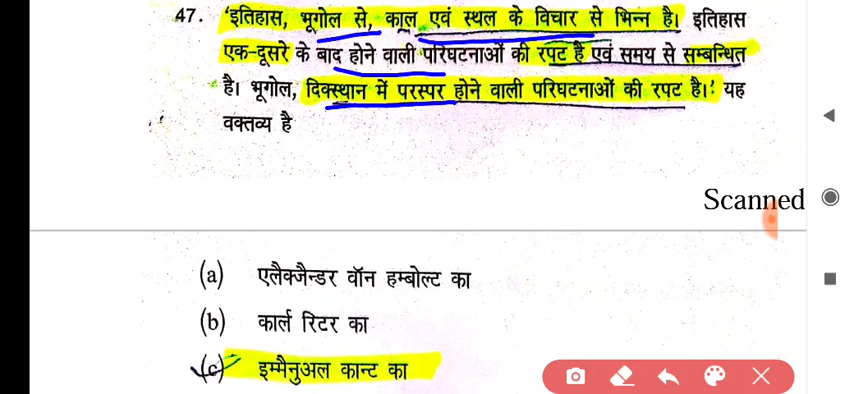 47. 'इतिहास, भूगोल से, काल एवं स्थल के विचार से भिन्न है। इतिहास
एक-दूसरे के बाद होने वाली परिघटनाओं की रपट है एवं समय से सम्बन्धित
है। भूगोल, दिक्स्थान में परस्पर होने वाली परिघटनाओं की रपट है।' यह
वक्तव्य है
Scanned
(a) एलैक्जैन्डर वॉन हम्बोल्ट का
(b) कार्ल रिटर का
(c) इम्मैनुअल कान्ट का